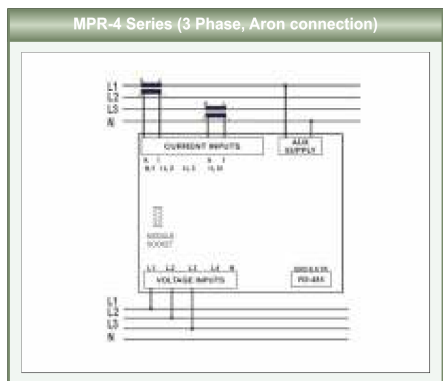 MPR-4 Series (3 Phase, Aron connection)
L1
L2
L3
N
CURRENT INPUTS
AUX
SUPPLY
MODULE
SOCKET
L1 L2 L3 L4 N
VOLTAGE INPUTS
RS-485
L1
L2
L3
N